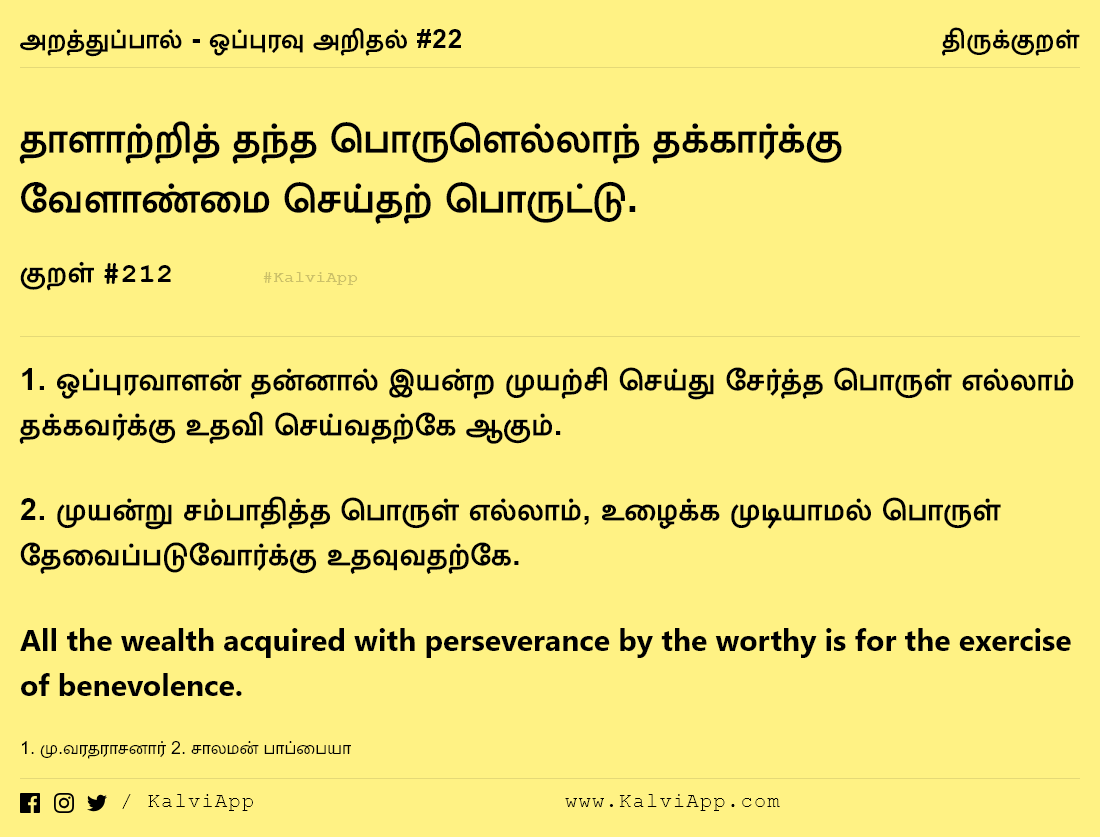 அறத்துப்பால் - ஒப்புரவு அறிதல் #22 திருக்குறள்
தாளாற்றித் தந்த பொருளெல்லாந் தக்கார்க்கு
வேளாண்மை செய்தற் பொருட்டு.
குறள் #212 #KalviApp
1. ஒப்புரவாளன் தன்னால் இயன்ற முயற்சி செய்து சேர்த்த பொருள் எல்லாம்
தக்கவர்க்கு உதவி செய்வதற்கே ஆகும்.
2. முயன்று சம்பாதித்த பொருள் எல்லாம், உழைக்க முடியாமல் பொருள்
தேவைப்படுவோர்க்கு உதவுவதற்கே.
All the wealth acquired with perseverance by the worthy is for the exercise
of benevolence.
1. மு.வரதராசனார் 2. சாலமன் பாப்பையா
/ KalviApp www.KalviApp.com